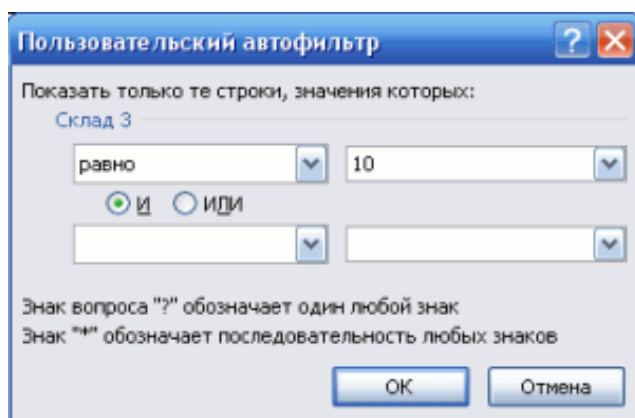 Пользовательский автофильтр
Показать только те строки, значения которых:
Склад 3
равно 10
И ИЛИ
Знак вопроса "?" обозначает один любой знак
Знак "*" обозначает последовательность любых знаков
ОК Отмена